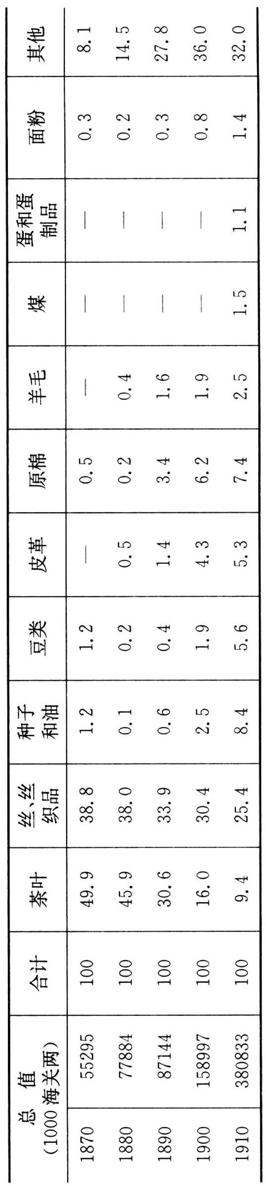 总值(1000海关两) 合计 茶叶 丝、丝织品 种子和油 豆类 皮革 原棉 羊毛 煤 蛋和蛋制品 面粉 其他
1870 55295 100 49.9 38.8 1.2 1.2 — 0.5 — — — 0.3 8.1
1880 77884 100 45.9 38.0 0.1 0.2 0.5 0.2 0.4 — — 0.2 14.5
1890 87144 100 30.6 33.9 0.6 0.4 1.4 3.4 1.6 — — 0.3 27.8
1900 158997 100 16.0 30.4 2.5 1.9 4.3 6.2 1.9 — — 0.8 36.0
1910 380833 100 9.4 25.4 8.4 5.6 5.3 7.4 2.5 1.5 1.1 1.4 32.0